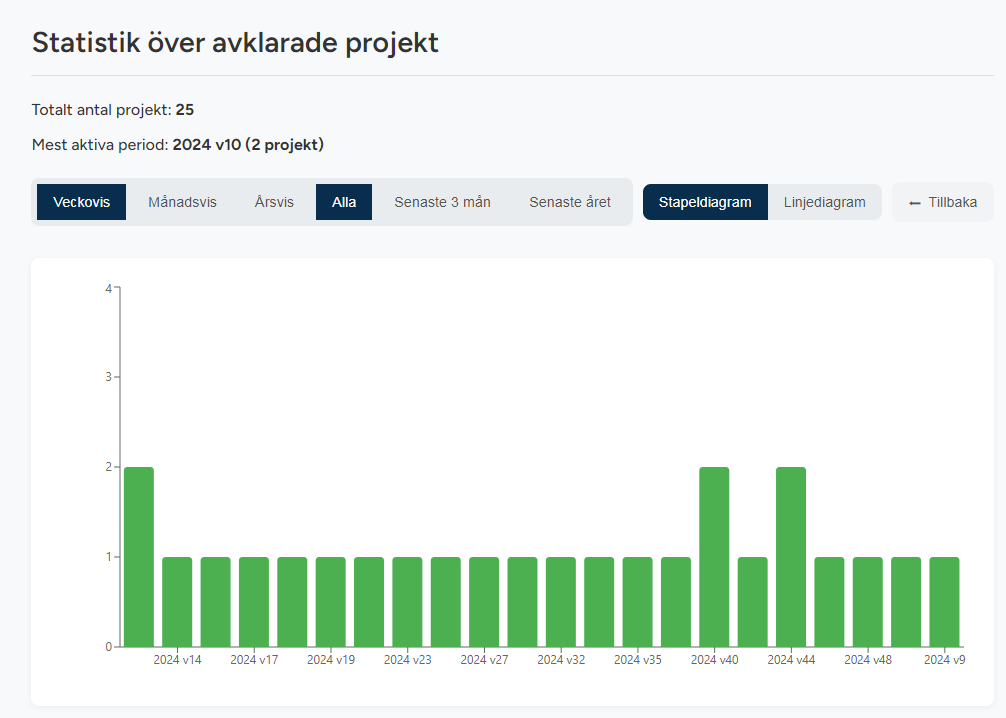 Statistik över avklarade projekt
Totalt antal projekt: 25
Mest aktiva period: 2024 v10 (2 projekt)
Veckovis Månadsvis Årsvis Alla Senaste 3 mån Senaste året Stapeldiagram Linjediagram ← Tillbaka
4
3
2
1
0
2024 v14 2024 v17 2024 v19 2024 v23 2024 v27 2024 v32 2024 v35 2024 v40 2024 v44 2024 v48 2024 v9